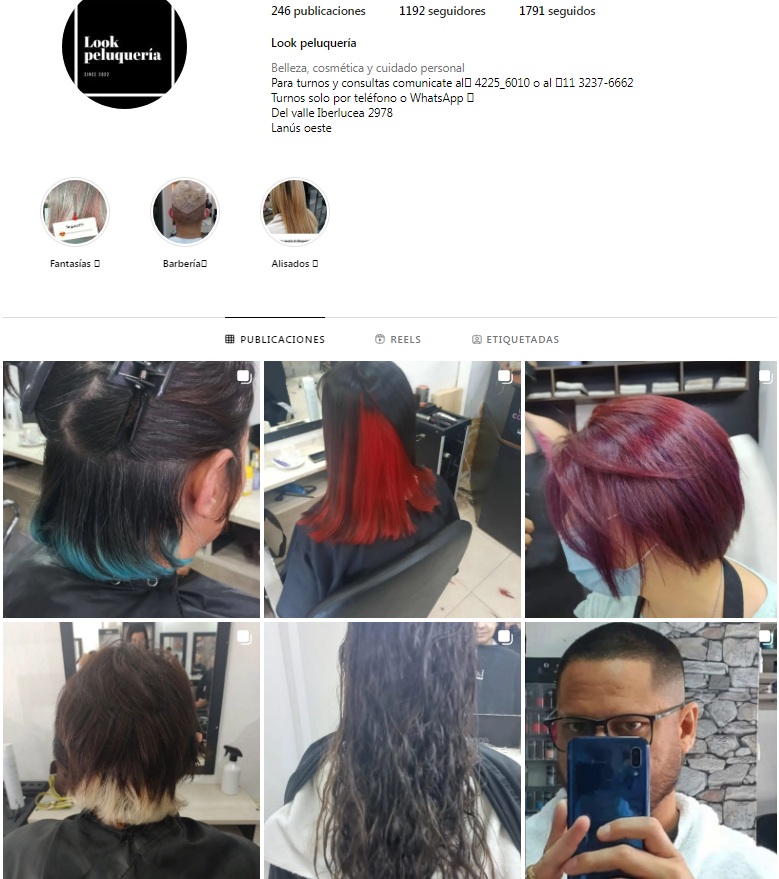 246 publicaciones 1192 seguidores 1791 seguidos
Look
peluquería
SINCE 2002
Look peluquería
Belleza, cosmética y cuidado personal
Para turnos y consultas comunicate al 4225_6010 o al 11 3237-6662
Turnos solo por teléfono o WhatsApp
Del valle Iberlucea 2978
Lanús oeste
Fantasías
Barbería
Alisados
PUBLICACIONES REELS ETIQUETADAS